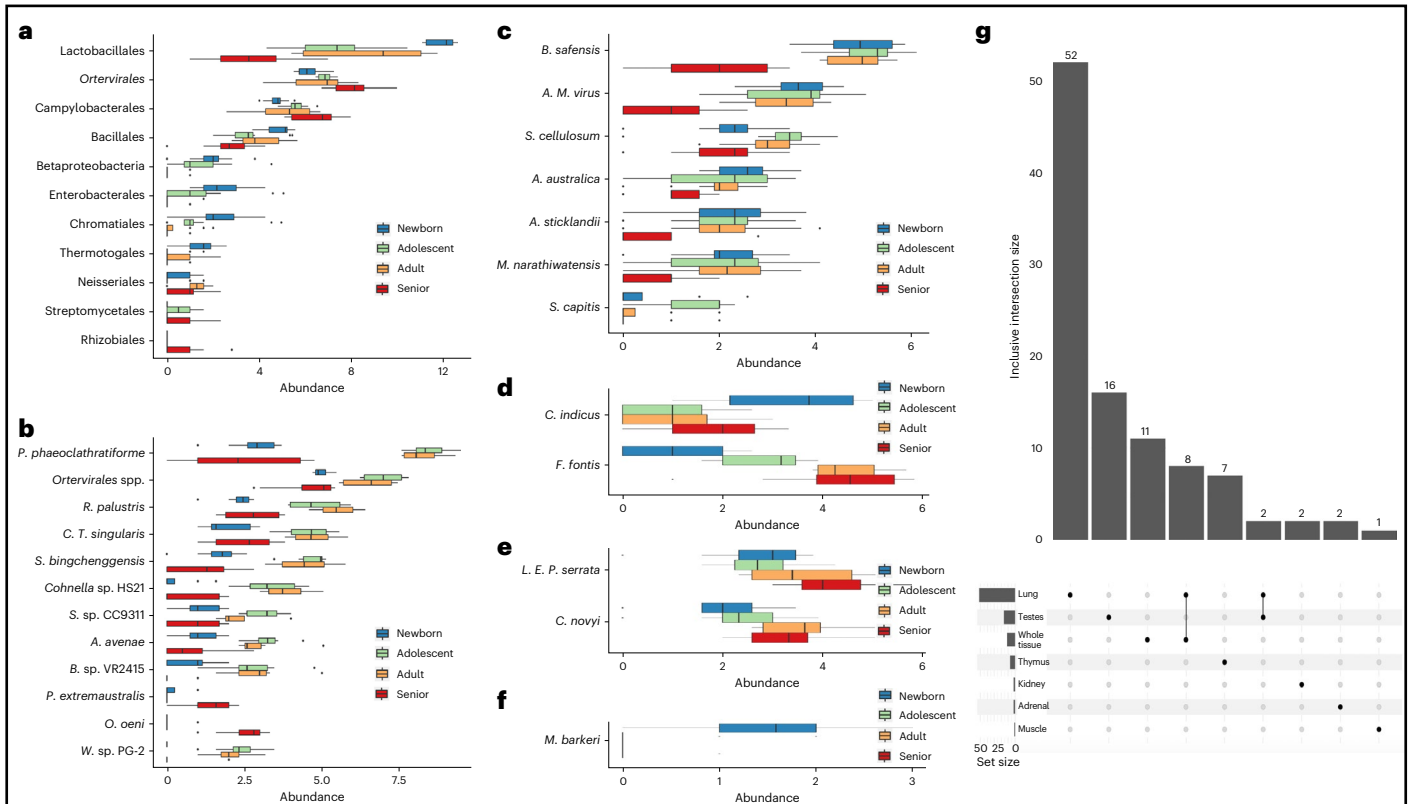 a
Lactobacillales
Ortervirales
Campylobacterales
Bacillales
Betaproteobacteria
Enterobacterales
Chromatiales
Thermotogales
Neisseriales
Streptomycetales
Rhizobiales
Newborn
Adolescent
Adult
Senior
0 4 8 12
Abundance
b
P. phaeoclathratiforme
Ortervirales spp.
R. palustris
C. T. singularis
S. bingchenggensis
Cohnella sp. HS21
S. sp. CC9311
A. avenae
B. sp. VR2415
P. extremaustralis
O. oeni
W. sp. PG-2
Newborn
Adolescent
Adult
Senior
0 2.5 5.0 7.5
Abundance
c
B. safensis
A. M. virus
S. cellulosum
A. australica
A. sticklandii
M. narathiwatensis
S. capitis
Newborn
Adolescent
Adult
Senior
0 2 4 6
Abundance
d
C. indicus
F. fontis
Newborn
Adolescent
Adult
Senior
0 2 4 6
Abundance
e
L. E. P. serrata
C. novyi
Newborn
Adolescent
Adult
Senior
0 2 4 6
Abundance
f
M. barkeri
Newborn
Adolescent
Adult
Senior
0 1 2 3
Abundance
g
Inclusive intersection size
50
40
30
20
10
0
52
16
11
8
7
2
2
2
1
Lung
Testes
Whole
tissue
Thymus
Kidney
Adrenal
Muscle
50 25 0
Set size